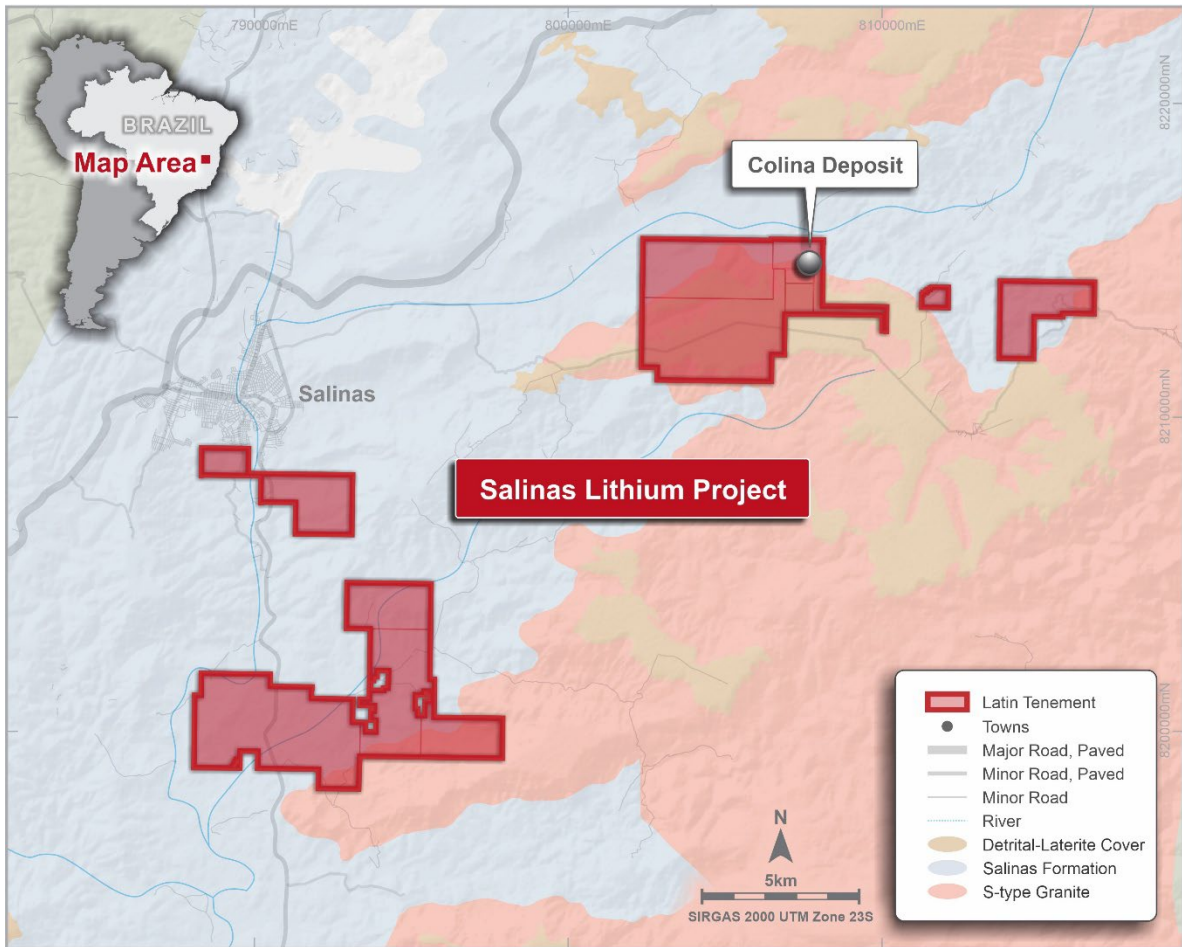 790000mE
800000mE
810000mE
8220000mN
BRAZIL
Map Area
Colina Deposit
Salinas
8210000mN
Salinas Lithium Project
8200000mN
Latin Tenement
Towns
Major Road, Paved
Minor Road, Paved
Minor Road
River
Detrital-Laterite Cover
Salinas Formation
S-type Granite
N
5km
SIRGAS 2000 UTM Zone 23S